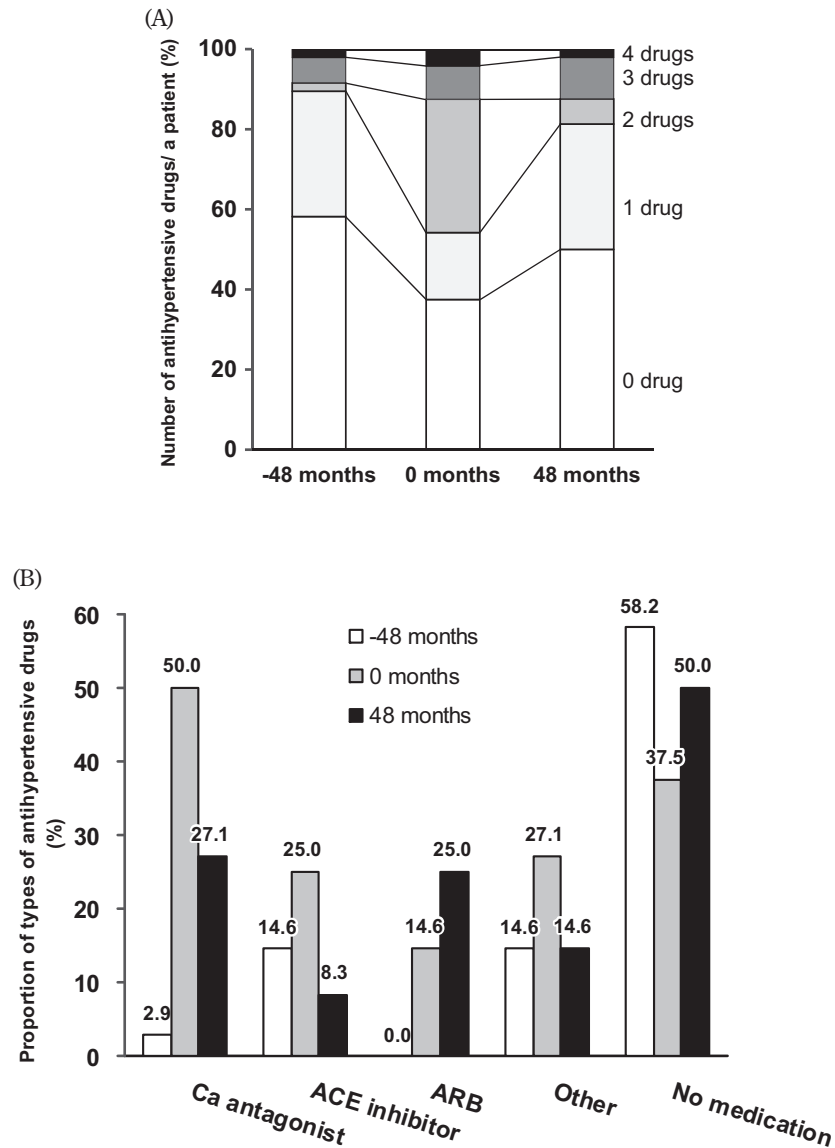 (A)
Number of antihypertensive drugs/ a patient (%)
100
80
60
40
20
0
4 drugs
3 drugs
2 drugs
1 drug
0 drug
-48 months
0 months
48 months
(B)
Proportion of types of antihypertensive drugs
(%)
60
50
40
30
20
10
0
-48 months
0 months
48 months
2.9
50.0
27.1
14.6
25.0
8.3
0.0
14.6
25.0
14.6
27.1
14.6
58.2
37.5
50.0
Ca antagonist
ACE inhibitor
ARB
Other
No medication